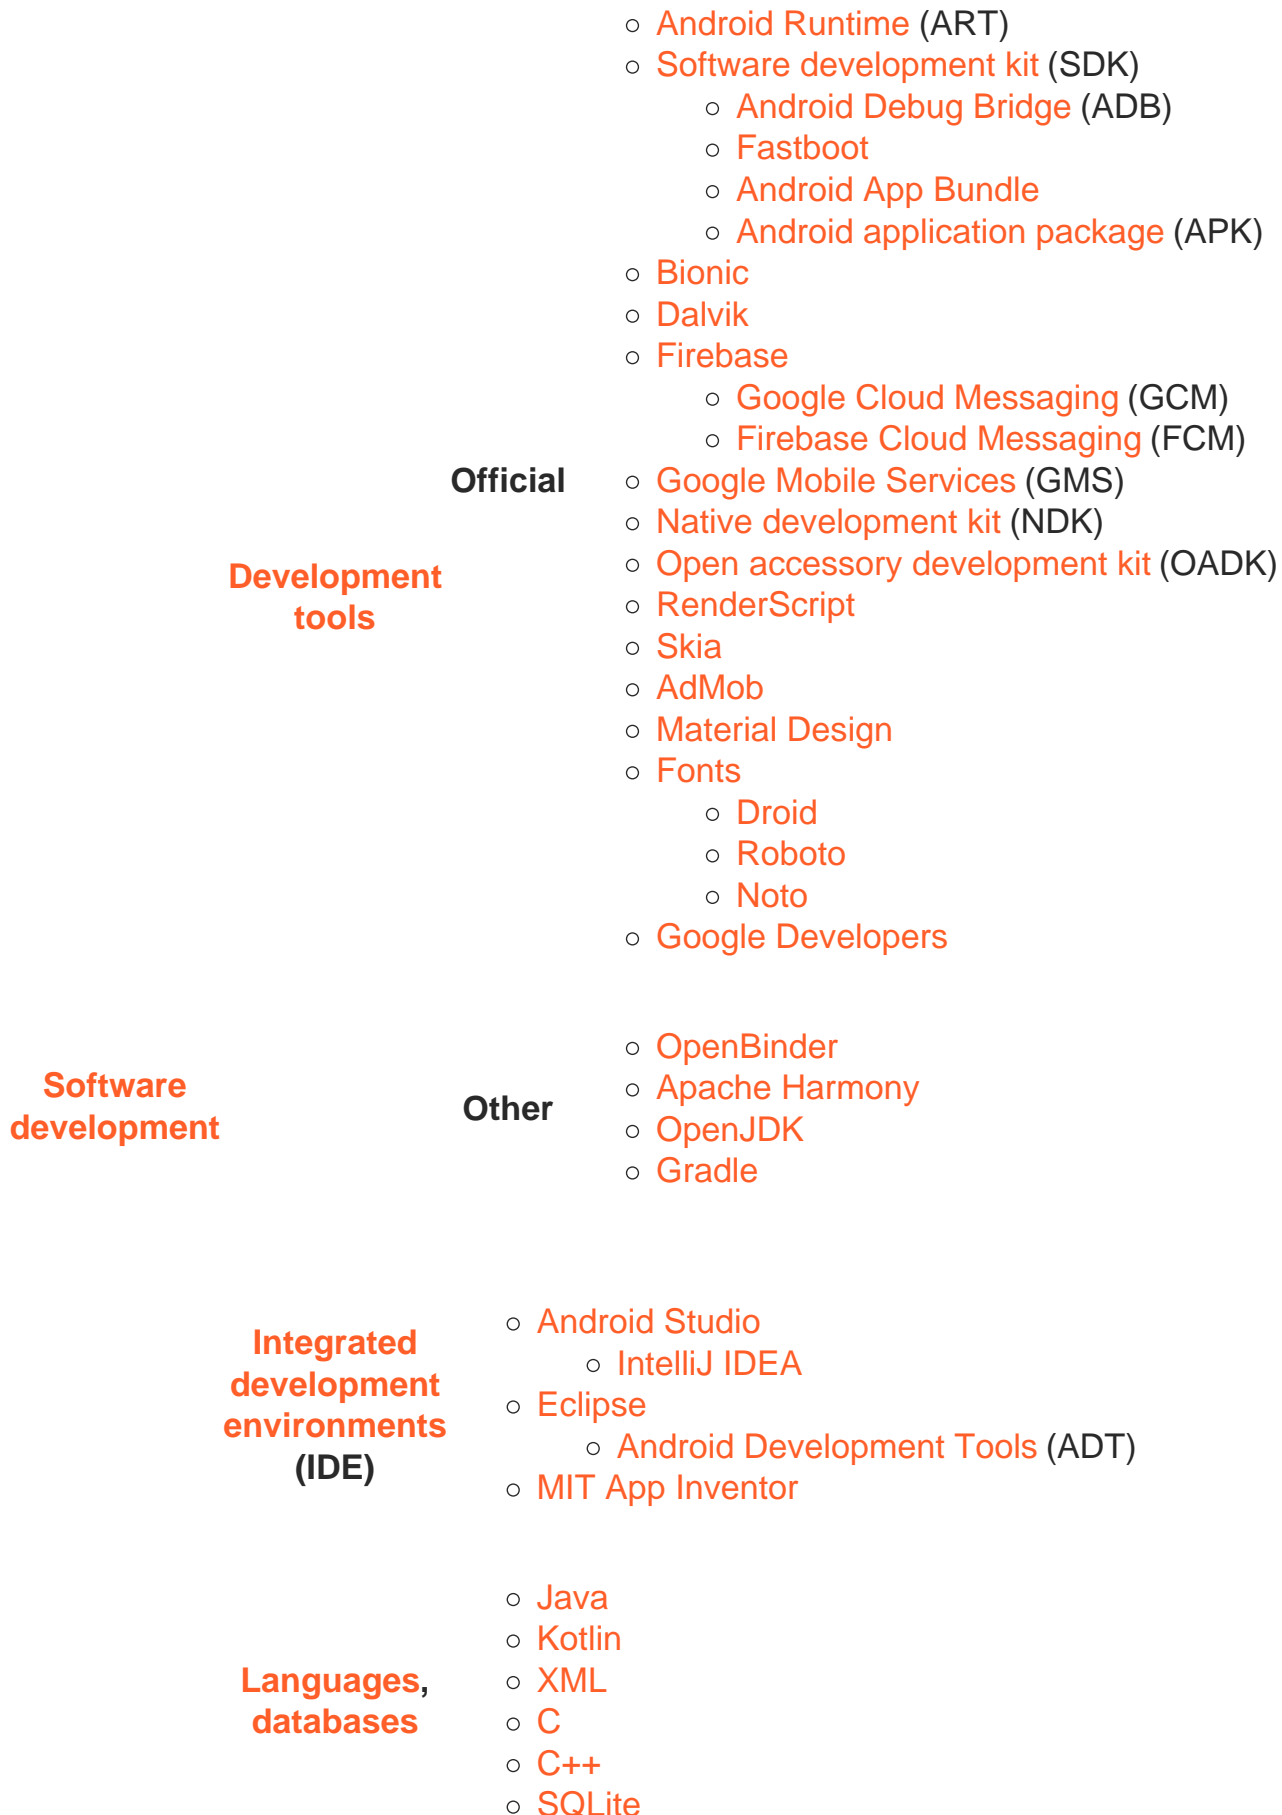 Software
development
Development
tools
Official
○ Android Runtime (ART)
○ Software development kit (SDK)
○ Android Debug Bridge (ADB)
○ Fastboot
○ Android App Bundle
○ Android application package (APK)
○ Bionic
○ Dalvik
○ Firebase
○ Google Cloud Messaging (GCM)
○ Firebase Cloud Messaging (FCM)
○ Google Mobile Services (GMS)
○ Native development kit (NDK)
○ Open accessory development kit (OADK)
○ RenderScript
○ Skia
○ AdMob
○ Material Design
○ Fonts
○ Droid
○ Roboto
○ Noto
○ Google Developers
Other
○ OpenBinder
○ Apache Harmony
○ OpenJDK
○ Gradle
Integrated
development
environments
(IDE)
○ Android Studio
○ IntelliJ IDEA
○ Eclipse
○ Android Development Tools (ADT)
○ MIT App Inventor
Languages,
databases
○ Java
○ Kotlin
○ XML
○ C
○ C++
○ SQLite